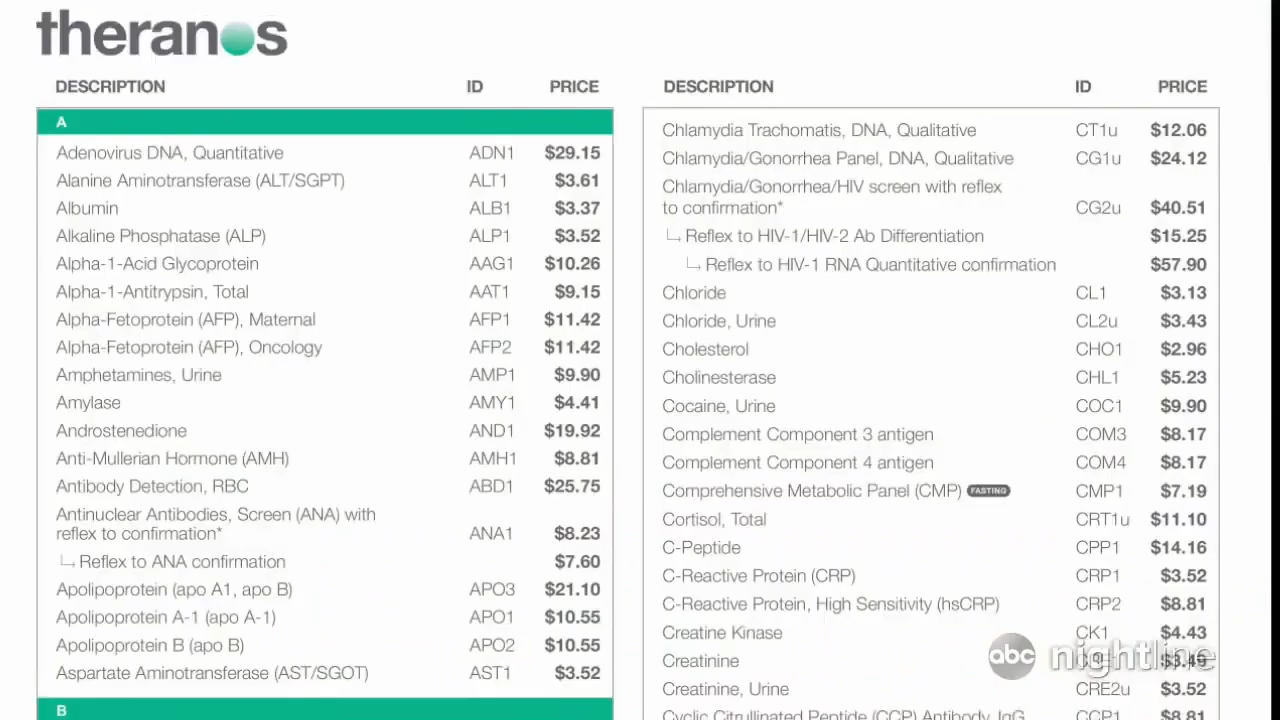 theranos
DESCRIPTION ID PRICE
A
Adenovirus DNA, Quantitative ADN1 $29.15
Alanine Aminotransferase (ALT/SGPT) ALT1 $3.61
Albumin ALB1 $3.37
Alkaline Phosphatase (ALP) ALP1 $3.52
Alpha-1-Acid Glycoprotein AAG1 $10.26
Alpha-1-Antitrypsin, Total AAT1 $9.15
Alpha-Fetoprotein (AFP), Maternal AFP1 $11.42
Alpha-Fetoprotein (AFP), Oncology AFP2 $11.42
Amphetamines, Urine AMP1 $9.90
Amylase AMY1 $4.41
Androstenedione AND1 $19.92
Anti-Mullerian Hormone (AMH) AMH1 $8.81
Antibody Detection, RBC ABD1 $25.75
Antinuclear Antibodies, Screen (ANA) with
reflex to confirmation* ANA1 $8.23
Reflex to ANA confirmation $7.60
Apolipoprotein (apo A1, apo B) APO3 $21.10
Apolipoprotein A-1 (apo A-1) APO1 $10.55
Apolipoprotein B (apo B) APO2 $10.55
Aspartate Aminotransferase (AST/SGOT) AST1 $3.52
B
DESCRIPTION ID PRICE
Chlamydia Trachomatis, DNA, Qualitative CT1u $12.06
Chlamydia/Gonorrhea Panel, DNA, Qualitative CG1u $24.12
Chlamydia/Gonorrhea/HIV screen with reflex
to confirmation* CG2u $40.51
Reflex to HIV-1/HIV-2 Ab Differentiation $15.25
Reflex to HIV-1 RNA Quantitative confirmation $57.90
Chloride CL1 $3.13
Chloride, Urine CL2u $3.43
Cholesterol CHO1 $2.96
Cholinesterase CHL1 $5.23
Cocaine, Urine COC1 $9.90
Complement Component 3 antigen COM3 $8.17
Complement Component 4 antigen COM4 $8.17
Comprehensive Metabolic Panel (CMP) FASTING CMP1 $7.19
Cortisol, Total CRT1u $11.10
C-Peptide CPP1 $14.16
C-Reactive Protein (CRP) CRP1 $3.52
C-Reactive Protein, High Sensitivity (hsCRP) CRP2 $8.81
Creatine Kinase CK1 $4.43
Creatinine $3.49
Creatinine, Urine CRE2u $3.52
Cyclic Citrullinated Peptide (CCP) Antibody, IgG CCP1 $8.81
abc nightline